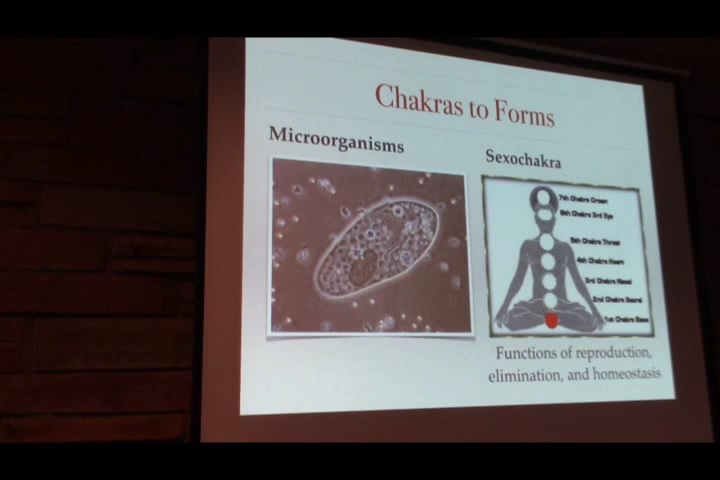 Chakras to Forms
Microorganisms
Sexochakra
7th Chakra Crown
6th Chakra 3rd Eye
5th Chakra Throat
4th Chakra Heart
3rd Chakra Navel
2nd Chakra Sacral
1st Chakra Base
Functions of reproduction,
elimination, and homeostasis